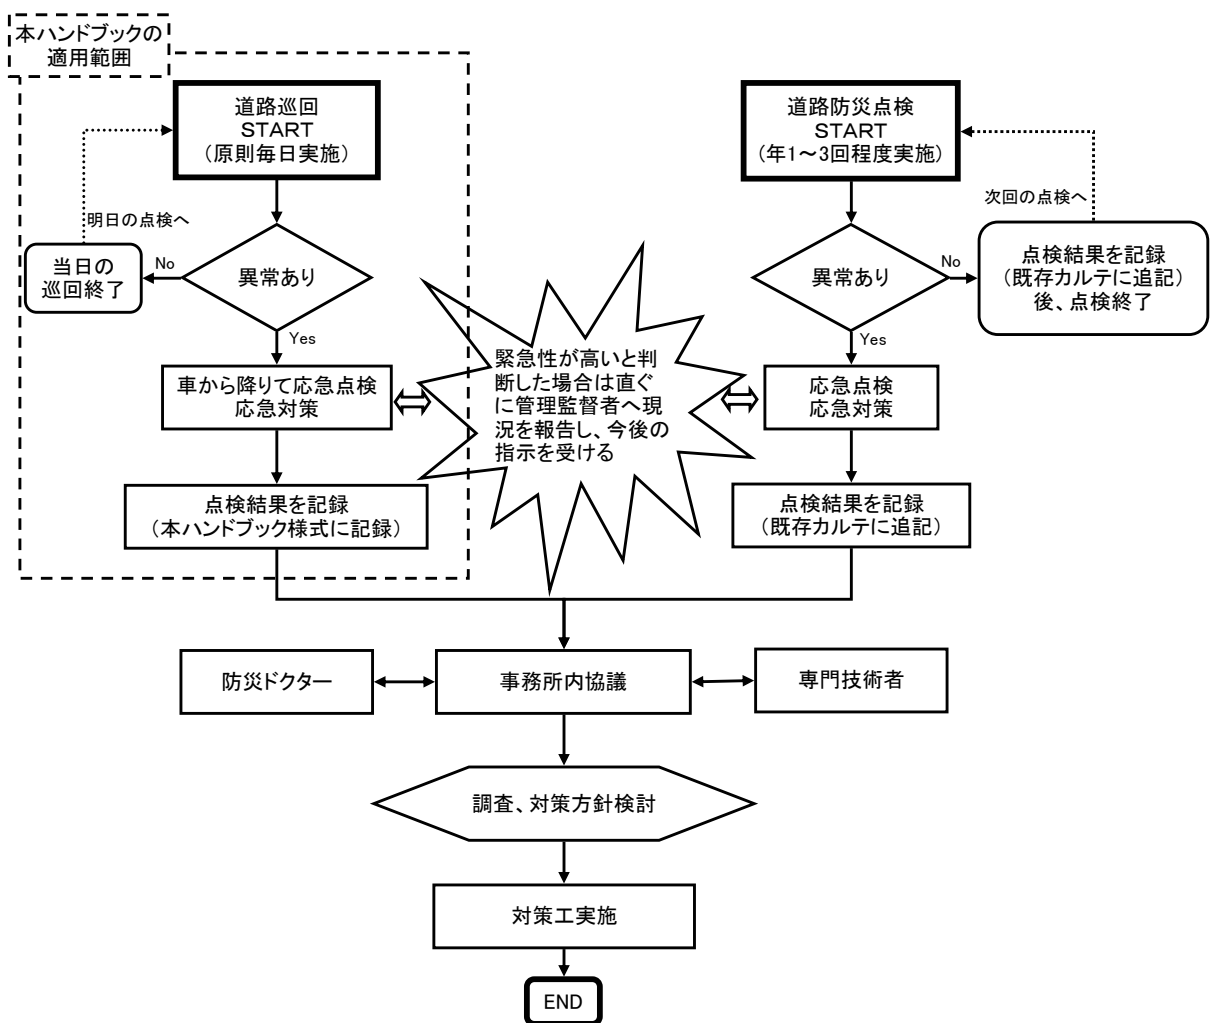 本ハンドブックの
適用範囲
道路巡回
START
(原則毎日実施)
道路防災点検
START
(年1～3回程度実施)
明日の点検へ
次回の点検へ
当日の
巡回終了
No
異常あり
Yes
異常あり
No
Yes
点検結果を記録
(既存カルテに追記)
後、点検終了
車から降りて応急点検
応急対策
緊急性が高いと判
断した場合は直ぐ
に管理監督者へ現
況を報告し、今後の
指示を受ける
応急点検
応急対策
点検結果を記録
(本ハンドブック様式に記録)
点検結果を記録
(既存カルテに追記)
防災ドクター
事務所内協議
専門技術者
調査、対策方針検討
対策工実施
END